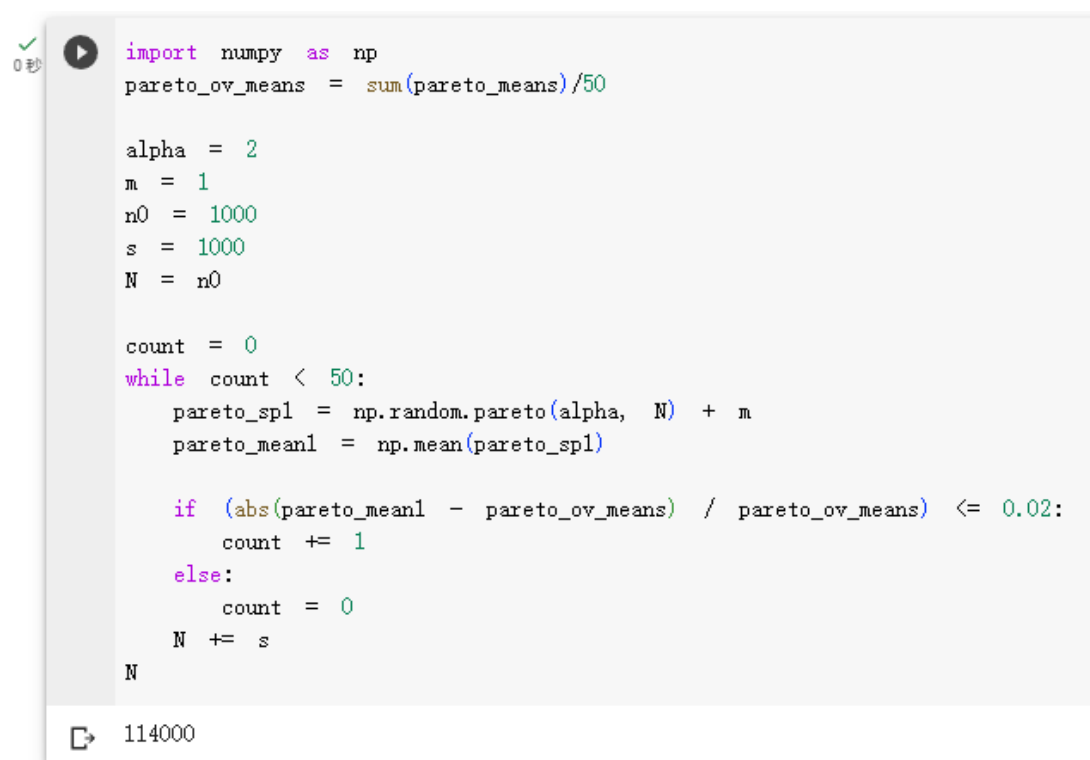 0秒
import numpy as np
pareto_ov_means = sum(pareto_means)/50
alpha = 2
m = 1
n0 = 1000
s = 1000
N = n0
count = 0
while count < 50:
pareto_spl = np.random.pareto(alpha, N) + m
pareto_mean1 = np.mean(pareto_spl)
if (abs(pareto_mean1 - pareto_ov_means) / pareto_ov_means) <= 0.02:
count += 1
else:
count = 0
N += s
N
114000